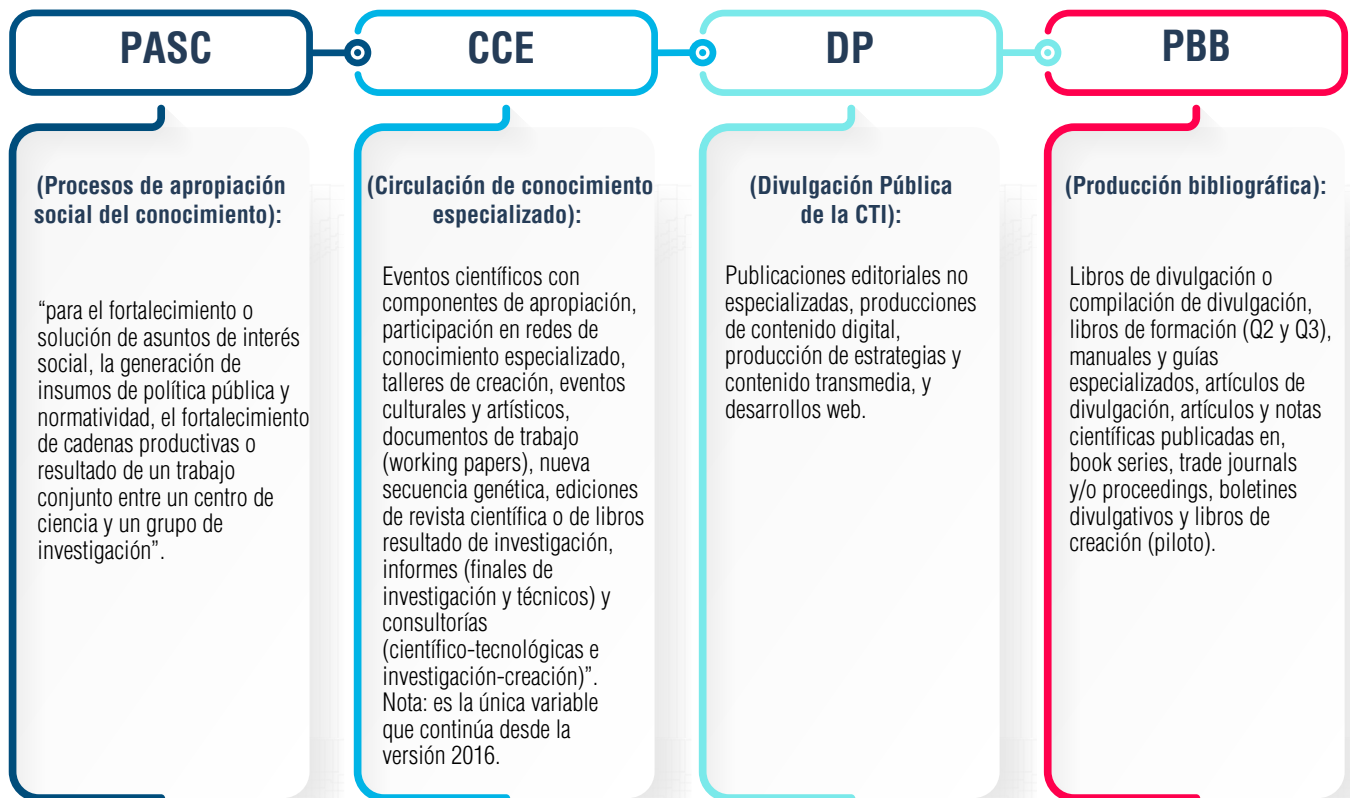 PASC
CCE
DP
PBB
(Procesos de apropiación
social del conocimiento):
“para el fortalecimiento o
solución de asuntos de interés
social, la generación de
insumos de política pública y
normatividad, el fortalecimiento
de cadenas productivas o
resultado de un trabajo
conjunto entre un centro de
ciencia y un grupo de
investigación”.
(Circulación de conocimiento
especializado):
Eventos científicos con
componentes de apropiación,
participación en redes de
conocimiento especializado,
talleres de creación, eventos
culturales y artísticos,
documentos de trabajo
(working papers), nueva
secuencia genética, ediciones
de revista científica o de libros
resultado de investigación,
informes (finales de
investigación y técnicos) y
consultorías
(científico-tecnológicas e
investigación-creación)”.
Nota: es la única variable
que continúa desde la
versión 2016.
(Divulgación Pública
de la CTI):
Publicaciones editoriales no
especializadas, producciones
de contenido digital,
producción de estrategias y
contenido transmedia, y
desarrollos web.
(Producción bibliográfica):
Libros de divulgación o
compilación de divulgación,
libros de formación (Q2 y Q3),
manuales y guías
especializados, artículos de
divulgación, artículos y notas
científicas publicadas en,
book series, trade journals
y/o proceedings, boletines
divulgativos y libros de
creación (piloto).